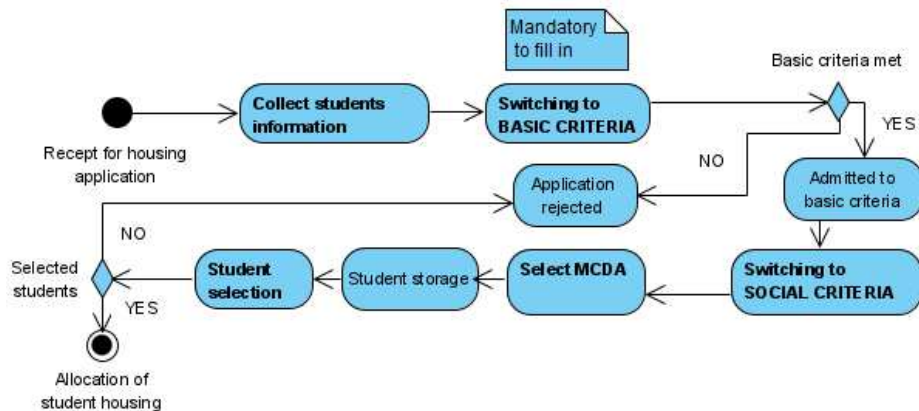 Mandatory
to fill in
Basic criteria met
Collect students
information
Switching to
BASIC CRITERIA
YES
Recept for housing
application
NO
Application
rejected
Admitted to
basic criteria
NO
Selected
students
Student
selection
Student storage
Select MCDA
Switching to
SOCIAL CRITERIA
YES
Allocation of
student housing